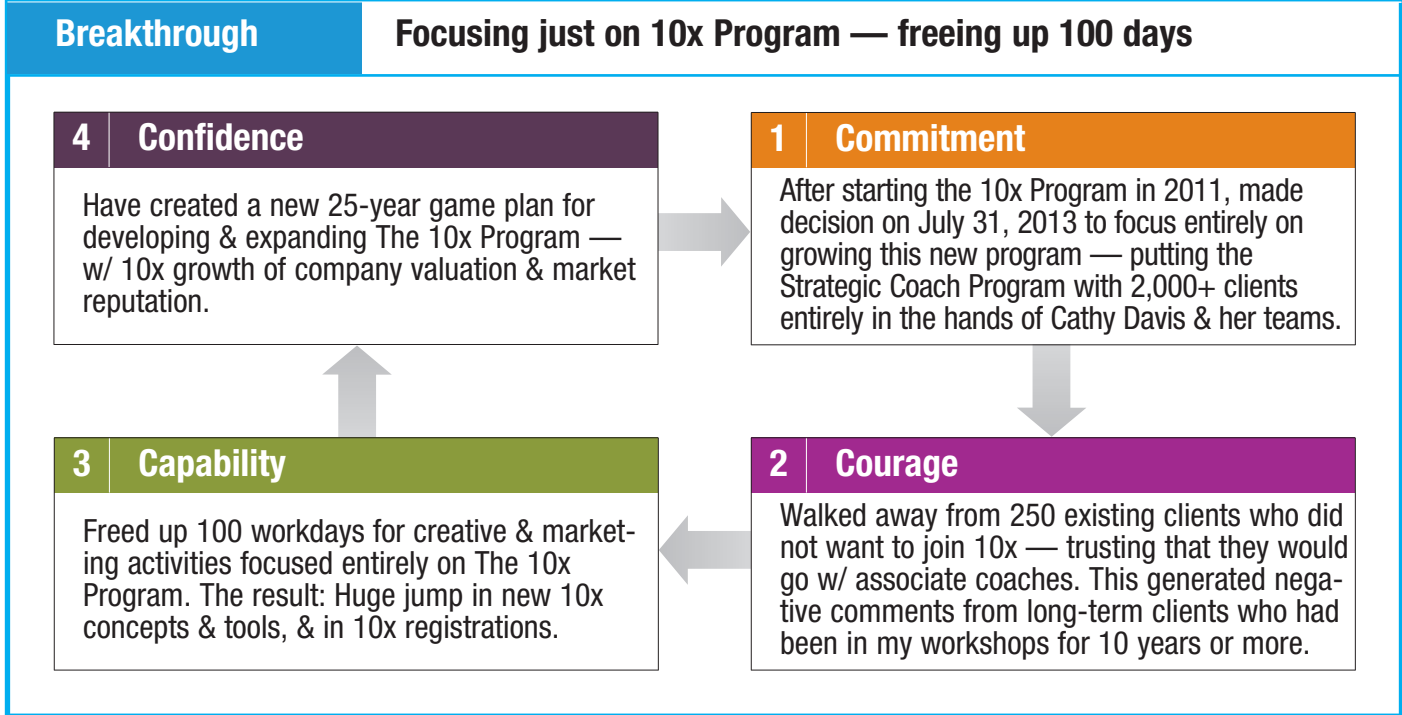 Breakthrough
Focusing just on 10x Program — freeing up 100 days
4 Confidence
Have created a new 25-year game plan for
developing & expanding The 10x Program —
w/ 10x growth of company valuation & market
reputation.
1 Commitment
After starting the 10x Program in 2011, made
decision on July 31, 2013 to focus entirely on
growing this new program — putting the
Strategic Coach Program with 2,000+ clients
entirely in the hands of Cathy Davis & her teams.
3 Capability
Freed up 100 workdays for creative & market-
ing activities focused entirely on The 10x
Program. The result: Huge jump in new 10x
concepts & tools, & in 10x registrations.
2 Courage
Walked away from 250 existing clients who did
not want to join 10x — trusting that they would
go w/ associate coaches. This generated nega-
tive comments from long-term clients who had
been in my workshops for 10 years or more.